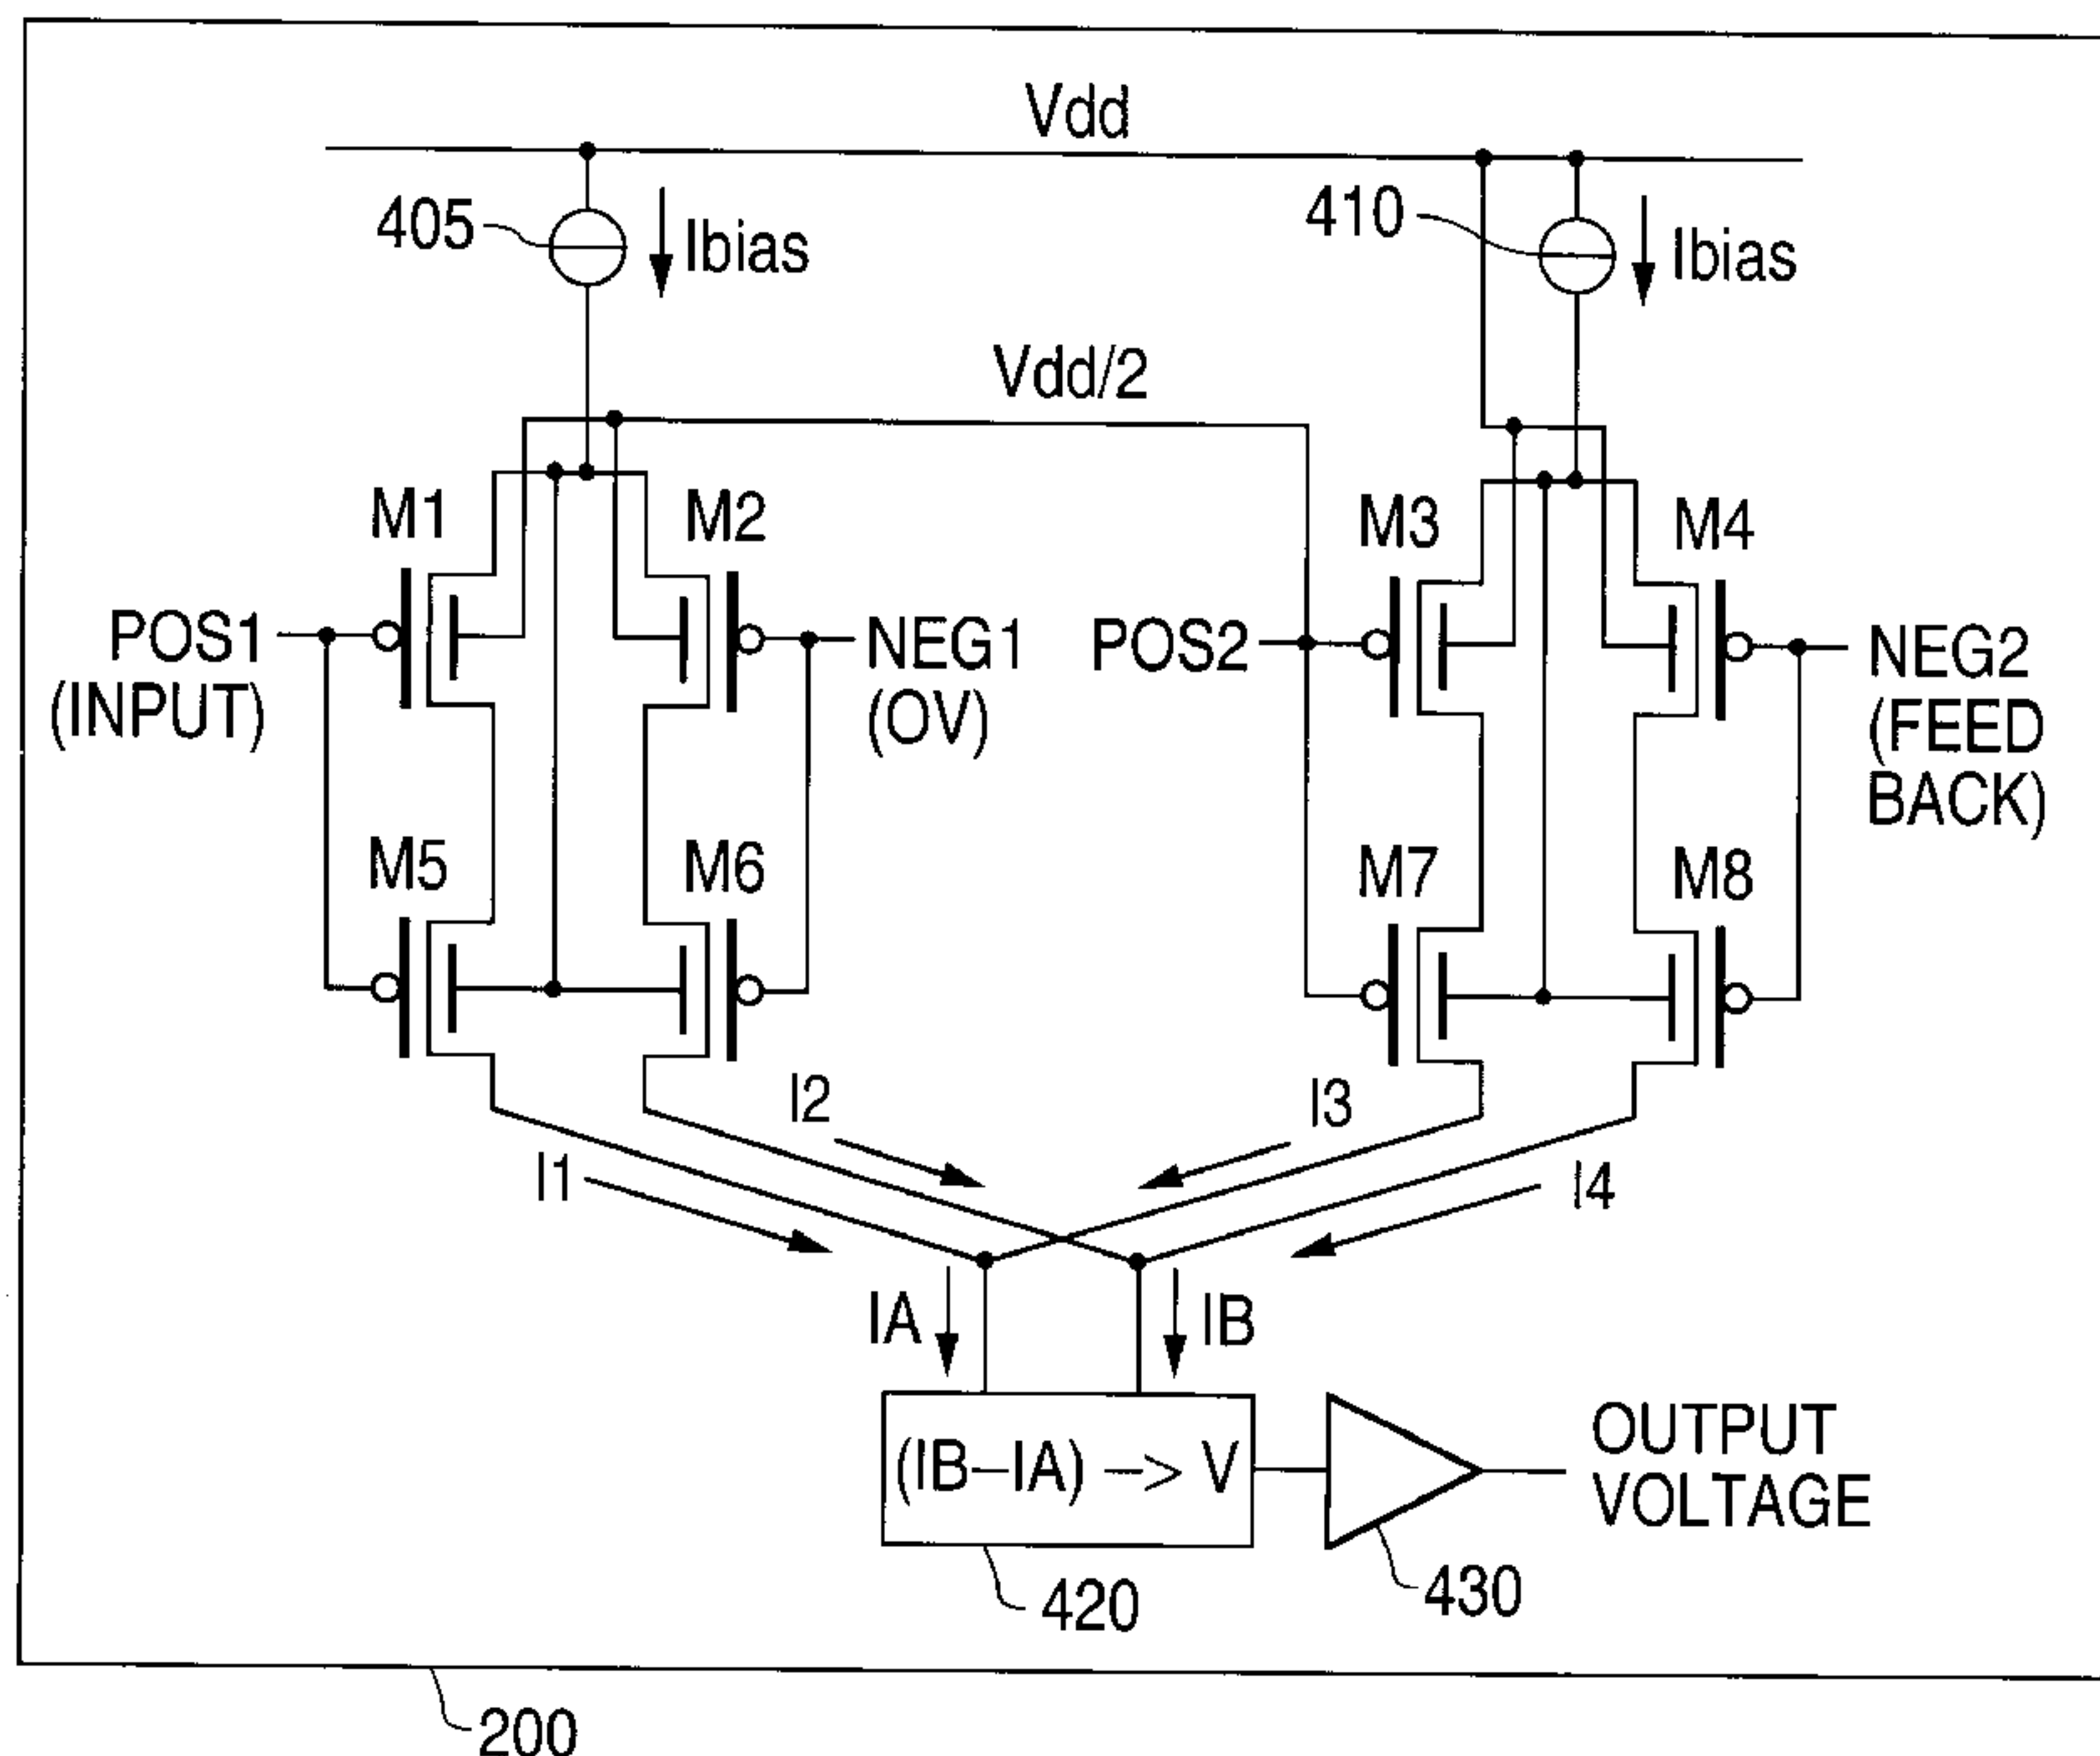 Vdd
405
Ibias
410
Ibias
Vdd/2
M1
M2
M3
M4
POS1
(INPUT)
NEG1
(OV)
POS2
NEG2
(FEED
BACK)
M5
M6
M7
M8
I1
I2
I3
I4
IA
IB
(IB–IA) –> V
OUTPUT
VOLTAGE
420
430
200